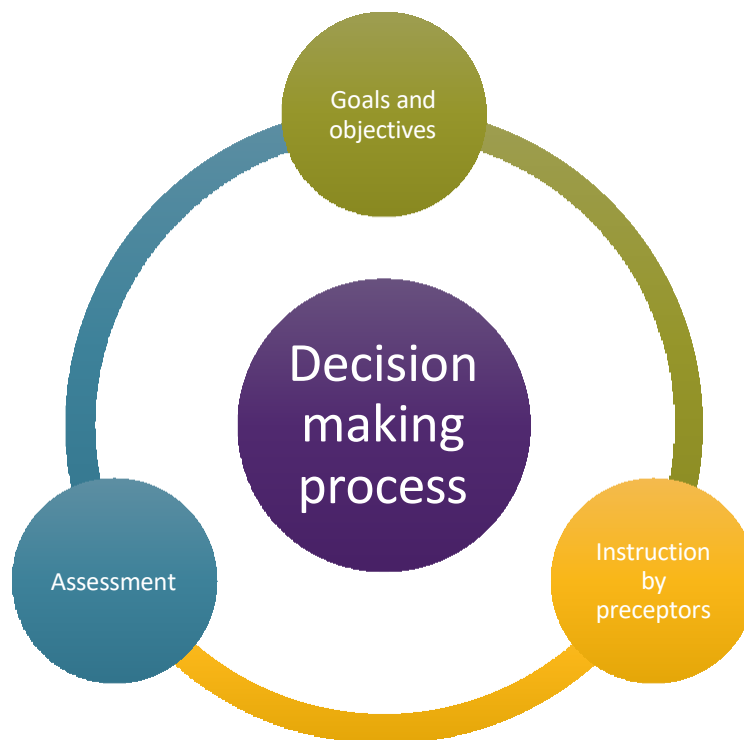 Goals and
objectives
Decision
making
process
Assessment
Instruction
by
preceptors